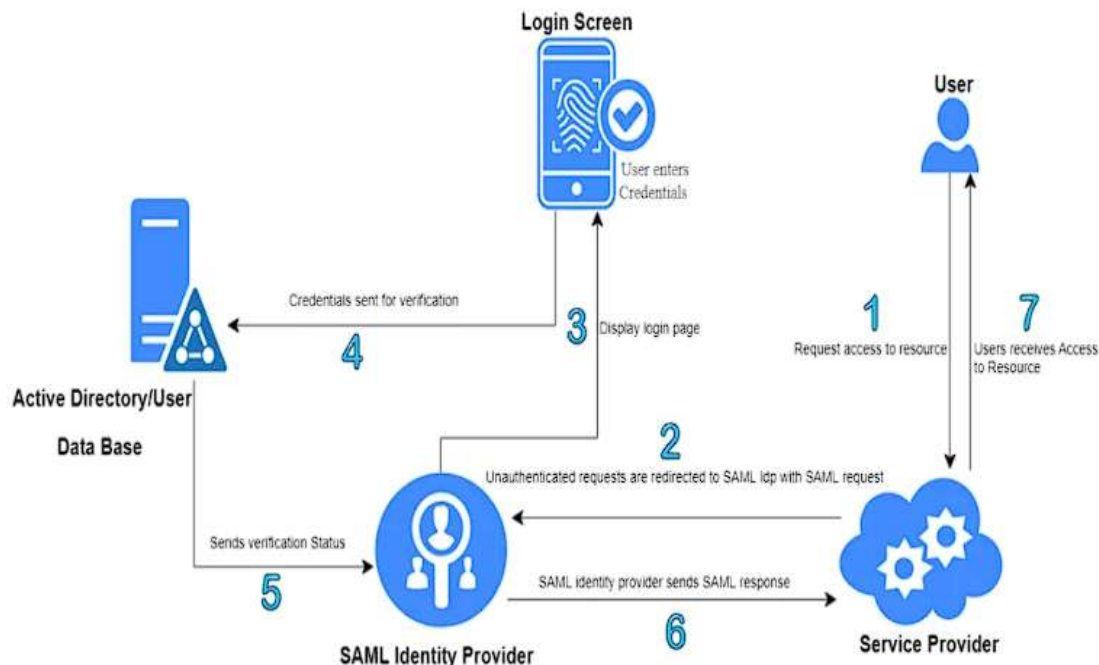 Login Screen
User
User enters
Credentials
Credentials sent for verification
4
3
Display login page
1
Request access to resource
7
Users receives Access
to Resource
Active Directory/User
Data Base
2
Unauthenticated requests are redirected to SAML Idp with SAML request
Sends verification Status
5
SAML identity provider sends SAML response
6
SAML Identity Provider
Service Provider